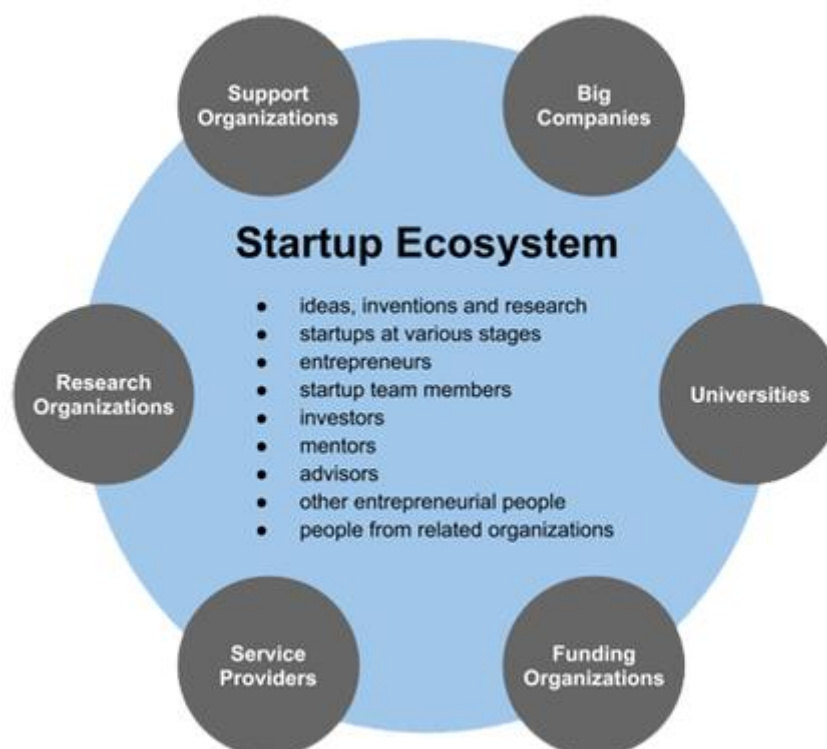 Support
Organizations
Big
Companies
Startup Ecosystem
● ideas, inventions and research
● startups at various stages
● entrepreneurs
● startup team members
● investors
● mentors
● advisors
● other entrepreneurial people
● people from related organizations
Research
Organizations
Universities
Service
Providers
Funding
Organizations